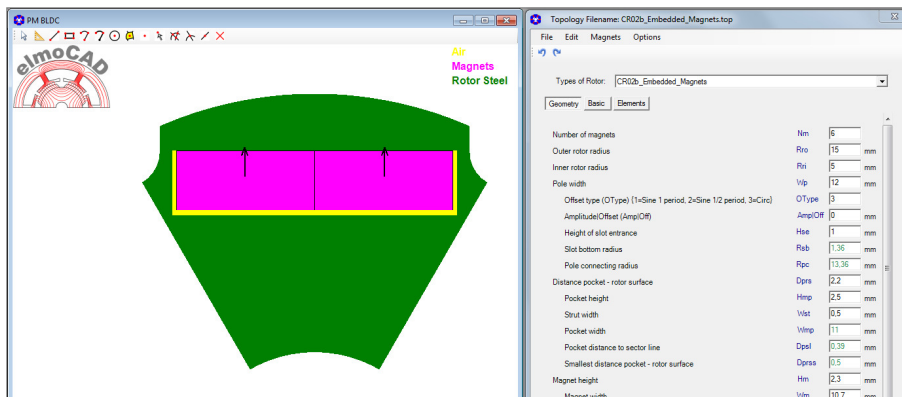 PM BLDC
elmoCAD
Air
Magnets
Rotor Steel
Topology Filename: CR02b_Embedded_Magnets.top
File Edit Magnets Options
Types of Rotor: CR02b_Embedded_Magnets
Geometry Basic Elements
Number of magnets Nm 6
Outer rotor radius Rro 15 mm
Inner rotor radius Rri 5 mm
Pole width Wp 12 mm
Offset type (OType) {1=Sine 1 period, 2=Sine 1/2 period, 3=Circ} OType 3
Amplitude|Offset (Amp|Off) Amp|Off 0 mm
Height of slot entrance Hse 1 mm
Slot bottom radius Rsb 1,36 mm
Pole connecting radius Rpc 13,36 mm
Distance pocket - rotor surface Dprs 2,2 mm
Pocket height Hmp 2,5 mm
Strut width Wst 0,5 mm
Pocket width Wmp 11 mm
Pocket distance to sector line Dpsl 0,39 mm
Smallest distance pocket - rotor surface Dprss 0,5 mm
Magnet height Hm 2,3 mm
Magnet width Wm 10,7 mm